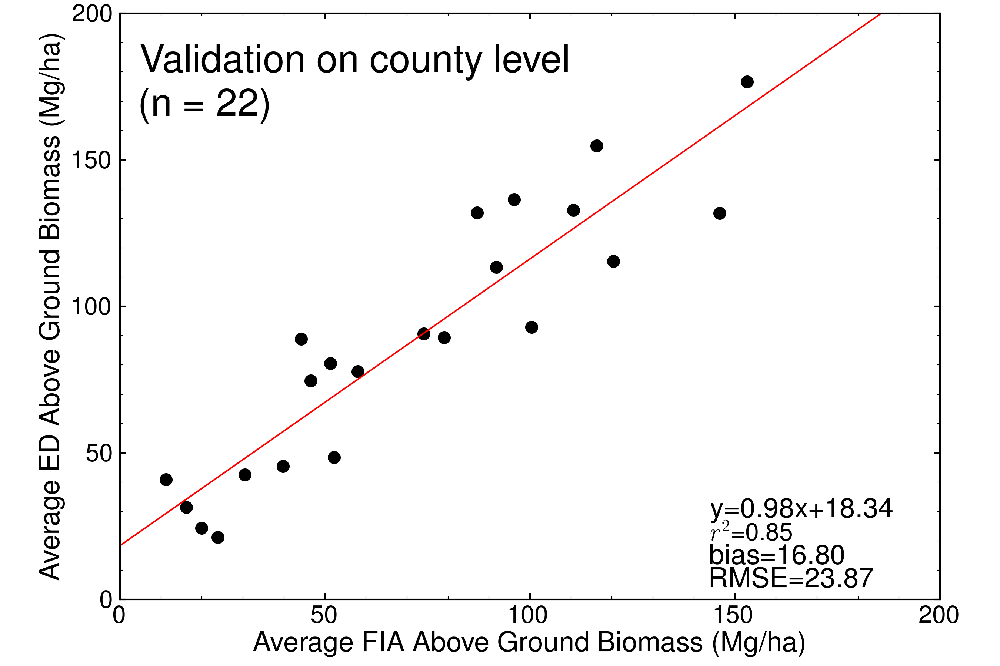 Validation on county level
(n = 22)
200
150
100
50
0
Average ED Above Ground Biomass (Mg/ha)
y=0.98x+18.34
r²=0.85
bias=16.80
RMSE=23.87
0 50 100 150 200
Average FIA Above Ground Biomass (Mg/ha)